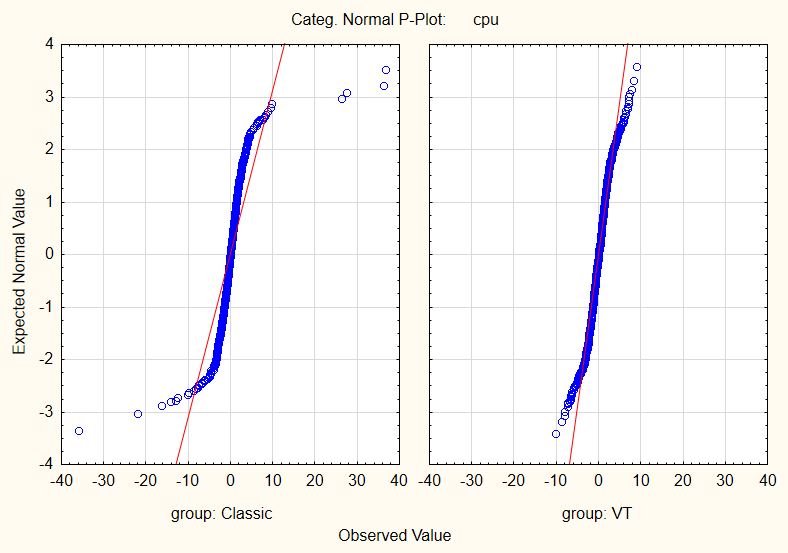 Categ. Normal P-Plot: cpu
4
3
2
1
0
-1
-2
-3
-4
Expected Normal Value
-40 -30 -20 -10 0 10 20 30 40
-40 -30 -20 -10 0 10 20 30 40
group: Classic
group: VT
Observed Value